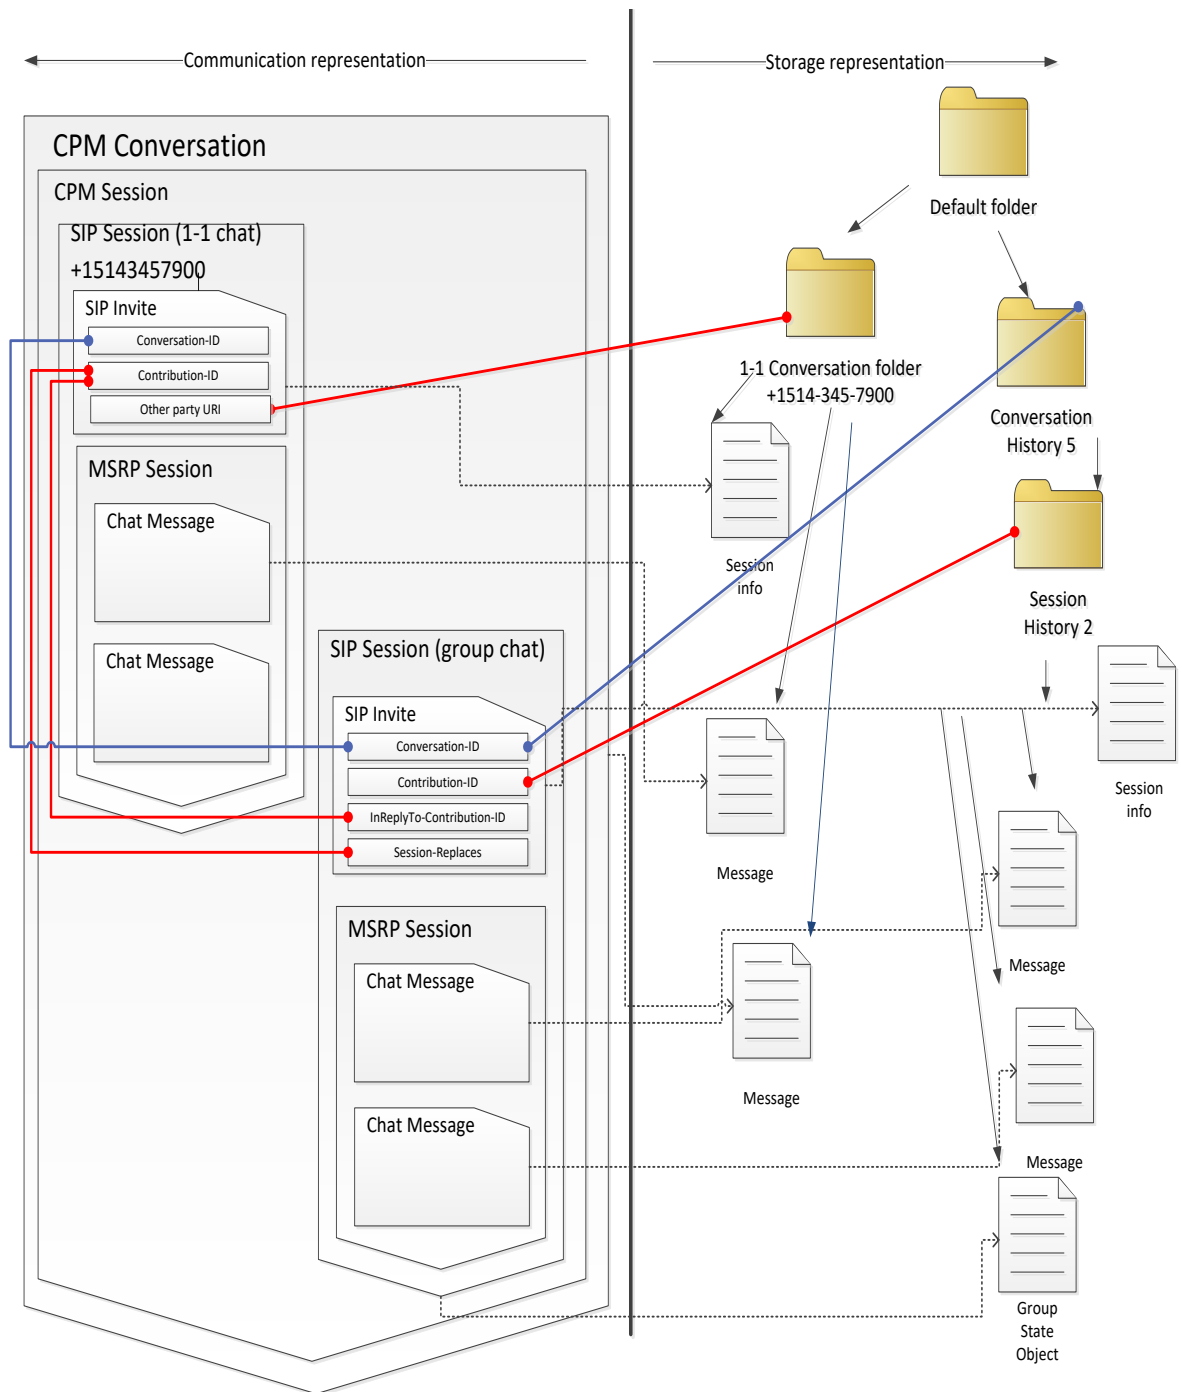 Communication representation
Storage representation
CPM Conversation
CPM Session
SIP Session (1-1 chat)
+15143457900
SIP Invite
Conversation-ID
Contribution-ID
Other party URI
MSRP Session
Chat Message
Chat Message
SIP Session (group chat)
SIP Invite
Conversation-ID
Contribution-ID
InReplyTo-Contribution-ID
Session-Replaces
MSRP Session
Chat Message
Chat Message
Default folder
1-1 Conversation folder
+1514-345-7900
Conversation
History 5
Session
info
Session
History 2
Session
info
Message
Message
Message
Message
Group
State
Object